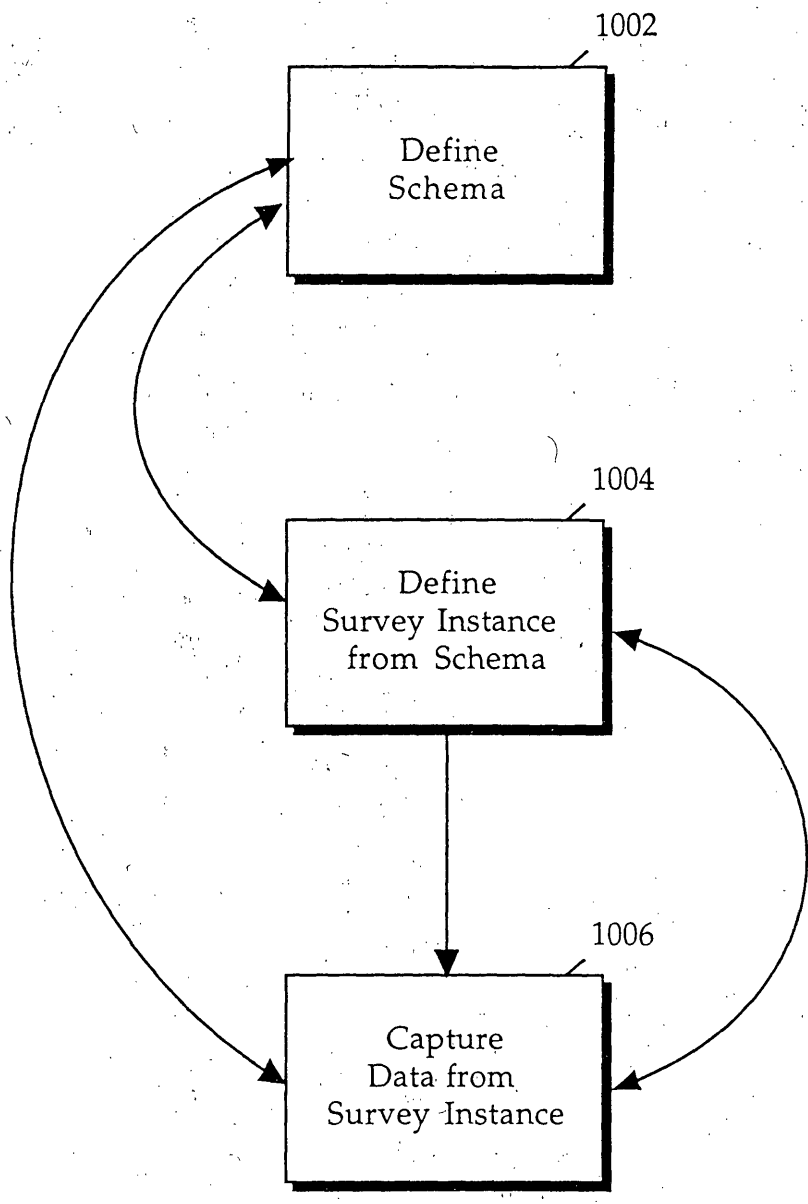 1002
Define
Schema
1004
Define
Survey Instance
from Schema
1006
Capture
Data from
Survey Instance